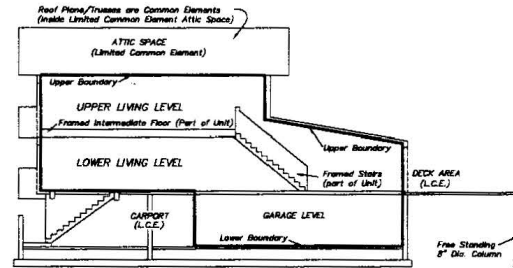 Roof Plane/Trusses are Common Elements
(Inside Limited Common Element Attic Space)
ATTIC SPACE
(Limited Common Element)
Upper Boundary
UPPER LIVING LEVEL
Framed Intermediate Floor (Part of Unit)
Upper Boundary
LOWER LIVING LEVEL
Framed Stairs
(part of Unit)
DECK AREA
(L.C.E.)
CARPORT
(L.C.E.)
GARAGE LEVEL
Lower Boundary
Free Standing
8" Dia. Column